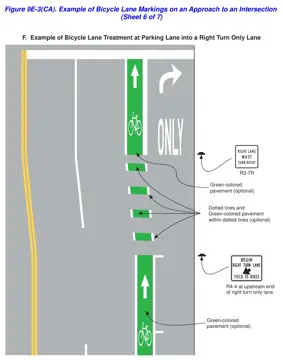 Figure 9E-3(CA). Example of Bicycle Lane Markings on an Approach to an Intersection
(Sheet 6 of 7)
F. Example of Bicycle Lane Treatment at Parking Lane into a Right Turn Only Lane
ONLY
RIGHT LANE
MUST
TURN RIGHT
R3-7R
Green-colored
pavement (optional)
Dotted lines and
Green-colored pavement
within dotted lines (optional)
BEGIN
RIGHT TURN LANE
YIELD TO BIKES
R4-4 at upstream end
of right turn only lane
Green-colored
pavement (optional)